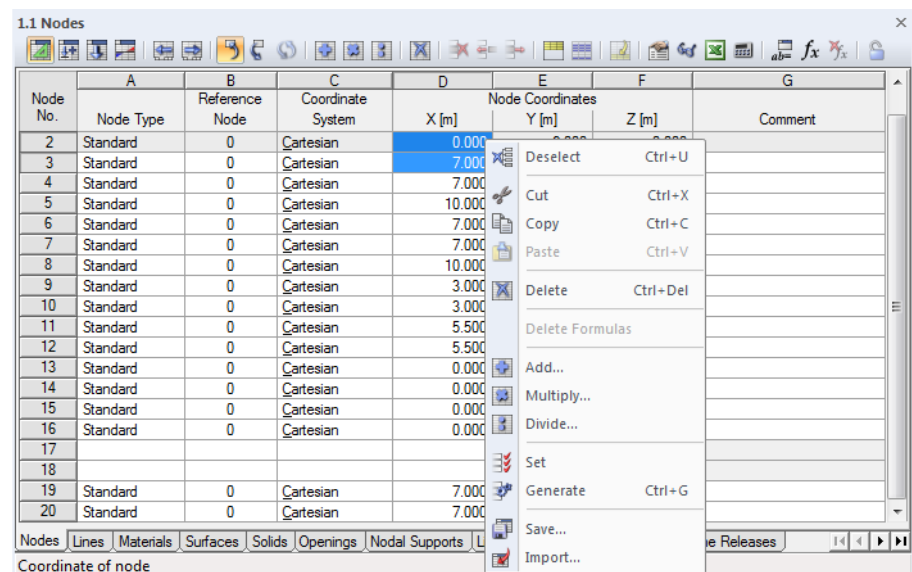 1.1 Nodes
A B C D E F G
Node No. Node Type Reference Node Coordinate System Node Coordinates X [m] Y [m] Z [m] Comment
2 Standard 0 Cartesian 0.000
3 Standard 0 Cartesian 7.000
4 Standard 0 Cartesian 7.000
5 Standard 0 Cartesian 10.000
6 Standard 0 Cartesian 7.000
7 Standard 0 Cartesian 7.000
8 Standard 0 Cartesian 10.000
9 Standard 0 Cartesian 3.000
10 Standard 0 Cartesian 3.000
11 Standard 0 Cartesian 5.500
12 Standard 0 Cartesian 5.500
13 Standard 0 Cartesian 0.000
14 Standard 0 Cartesian 0.000
15 Standard 0 Cartesian 0.000
16 Standard 0 Cartesian 0.000
17
18
19 Standard 0 Cartesian 7.000
20 Standard 0 Cartesian 7.000
Deselect Ctrl+U
Cut Ctrl+X
Copy Ctrl+C
Paste Ctrl+V
Delete Ctrl+Del
Delete Formulas
Add...
Multiply...
Divide...
Set
Generate Ctrl+G
Save...
Import...
Nodes Lines Materials Surfaces Solids Openings Nodal Supports L Releases
Coordinate of node